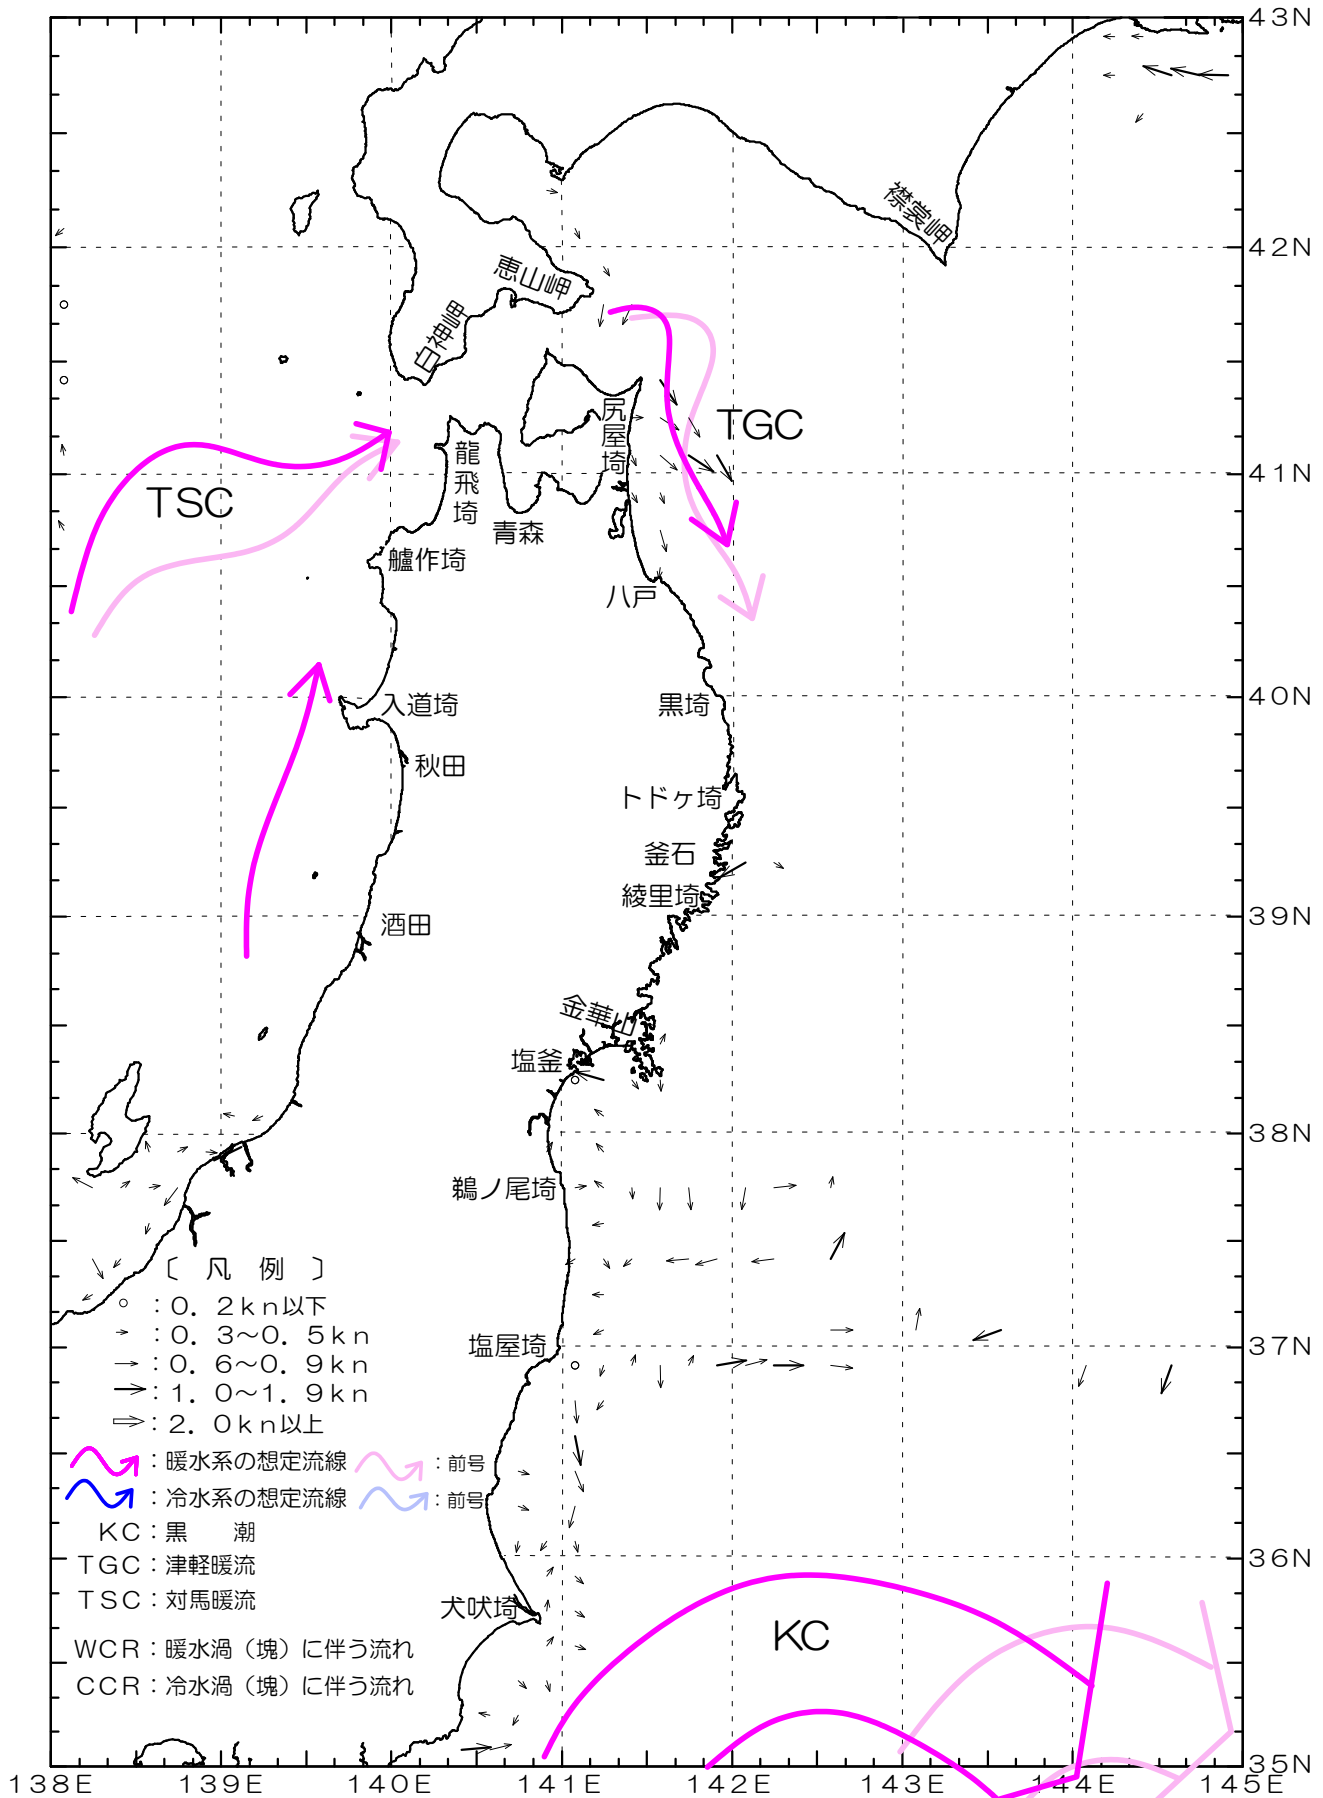 43N
襟裳岬
42N
恵山岬
白神岬
尻屋埼
TGC
龍飛埼
41N
TSC
青森
艫作埼
八戸
入道埼
黒埼
40N
秋田
トドヶ埼
釜石
綾里埼
酒田
39N
金華山
塩釜
38N
鵜ノ尾埼
〔 凡 例 〕
:0.2kn以下
:0.3～0.5kn
塩屋埼
37N
:0.6～0.9kn
:1.0～1.9kn
:2.0kn以上
:暖水系の想定流線
:前号
:冷水系の想定流線
:前号
KC:黒 潮
TGC:津軽暖流
36N
TSC:対馬暖流
犬吠埼
KC
WCR:暖水渦(塊)に伴う流れ
CCR:冷水渦(塊)に伴う流れ
35N
138E 139E 140E 141E 142E 143E 144E 145E